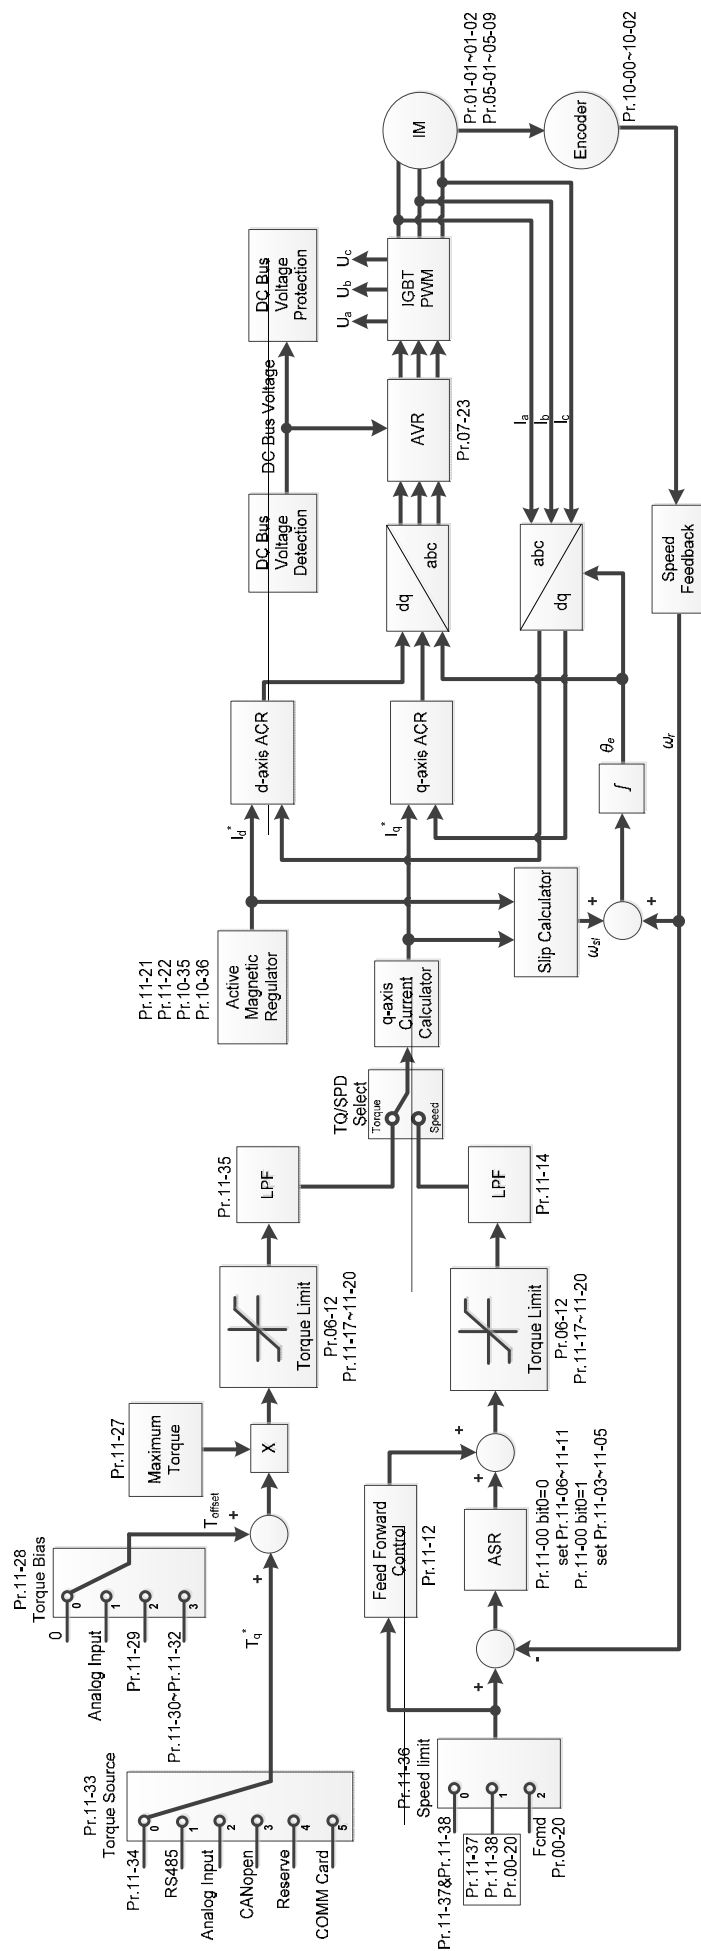 Pr.11-33
Torque Source
Pr.11-34
RS485
Analog Input
CANopen
Reserve
COMM Card
0
1
2
3
4
5
Tq*
Pr.11-28
Torque Bias
0
Analog Input
Pr.11-29
Pr.11-30~Pr.11-32
0
1
2
3
Toffset
+
+
Pr.11-27
Maximum
Torque
X
Torque Limit
Pr.06-12
Pr.11-17~11-20
Pr.11-35
LPF
Pr.11-36
Speed limit
Pr.11-37&Pr.11-38
Pr.11-37
Pr.11-38
Pr.00-20
Fcmd
Pr.00-20
0
1
2
+
-
Feed Forward
Control
Pr.11-12
ASR
Pr.11-00 bit0=0
set Pr.11-06~11-11
Pr.11-00 bit0=1
set Pr.11-03~11-05
+
+
Torque Limit
Pr.06-12
Pr.11-17~11-20
LPF
Pr.11-14
TQ/SPD
Select
Torque
Speed
q-axis
Current
Calculator
Pr.11-21
Pr.11-22
Pr.10-35
Pr.10-36
Active
Magnetic
Regulator
Id*
Iq*
Slip Calculator
ωsl
+
+
∫
θe
ωr
d-axis ACR
q-axis ACR
dq
abc
abc
dq
DC Bus
Voltage
Detection
DC Bus Voltage
DC Bus
Voltage
Protection
AVR
Pr.07-23
IGBT
PWM
Ua
Ub
Uc
Ia
Ib
Ic
IM
Pr.01-01~01-02
Pr.05-01~05-09
Encoder
Pr.10-00~10-02
Speed
Feedback